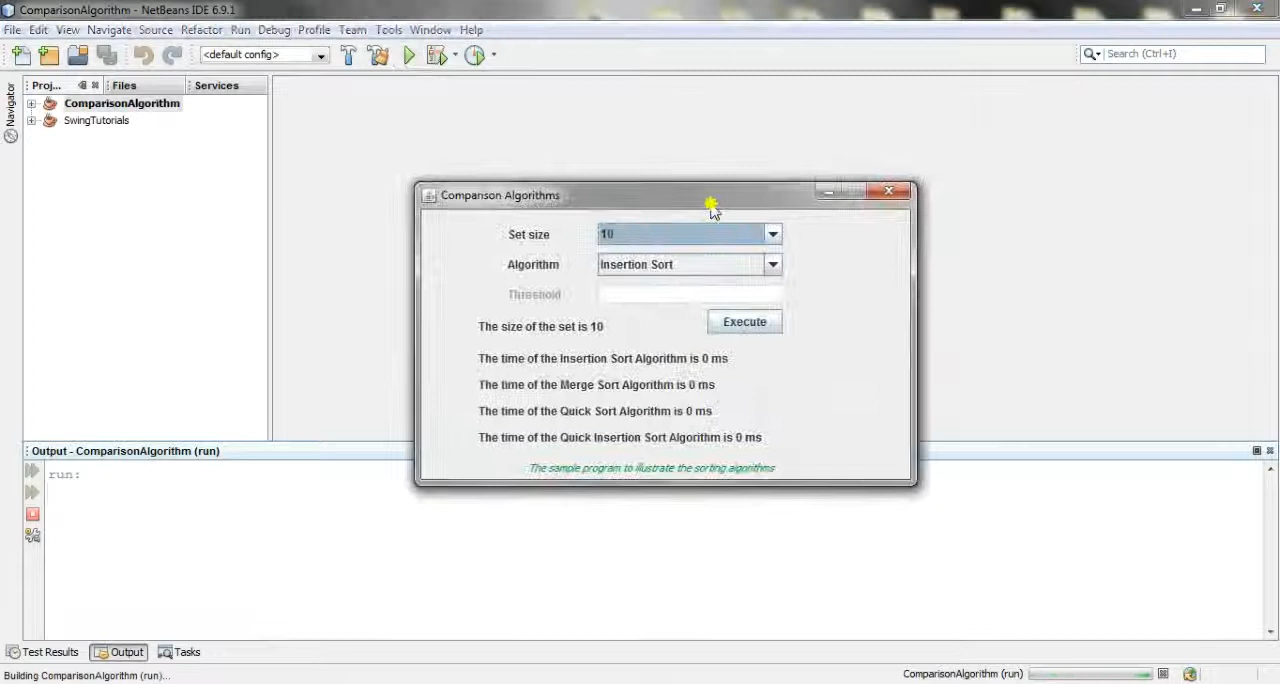 ComparisonAlgorithm - NetBeans IDE 6.9.1
File Edit View Navigate Source Refactor Run Debug Profile Team Tools Window Help
<default config>
Search (Ctrl+I)
Proj... Files Services
Navigator
ComparisonAlgorithm
SwingTutorials
Comparison Algorithms
Set size 10
Algorithm Insertion Sort
Threshold
The size of the set is 10 Execute
The time of the Insertion Sort Algorithm is 0 ms
The time of the Merge Sort Algorithm is 0 ms
The time of the Quick Sort Algorithm is 0 ms
The time of the Quick Insertion Sort Algorithm is 0 ms
The sample program to illustrate the sorting algorithms
Output - ComparisonAlgorithm (run)
run:
Test Results Output Tasks
Building ComparisonAlgorithm (run)... ComparisonAlgorithm (run)